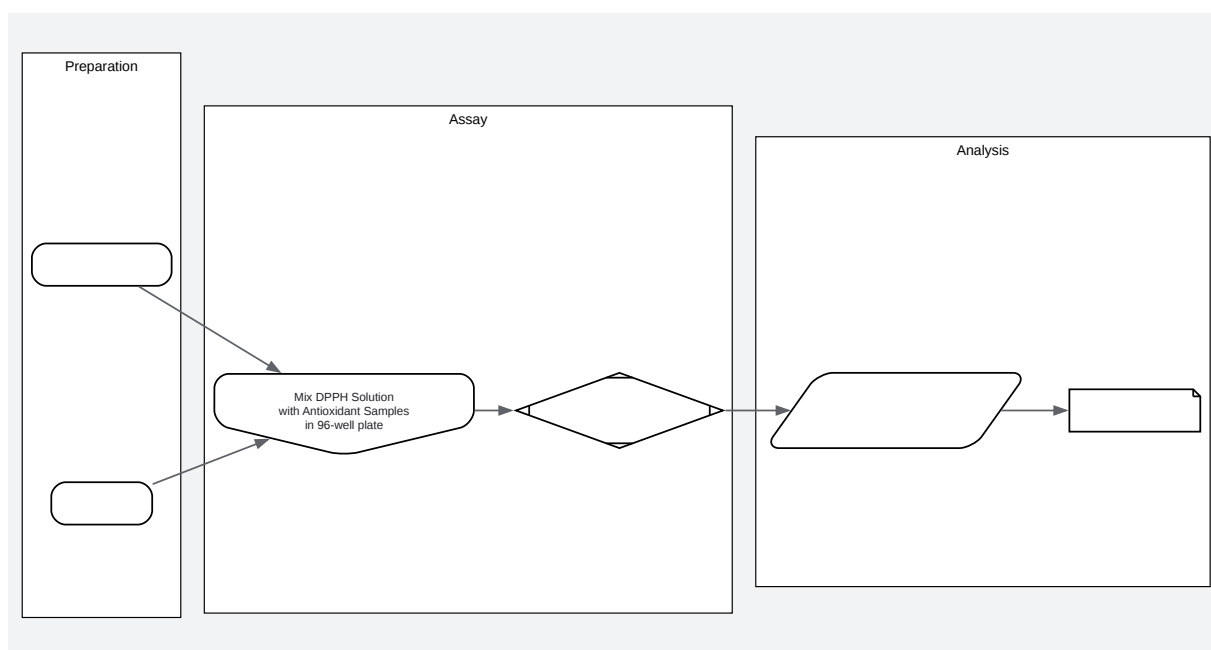 Preparation
Assay
Analysis
Mix DPPH Solution
with Antioxidant Samples
in 96-well plate